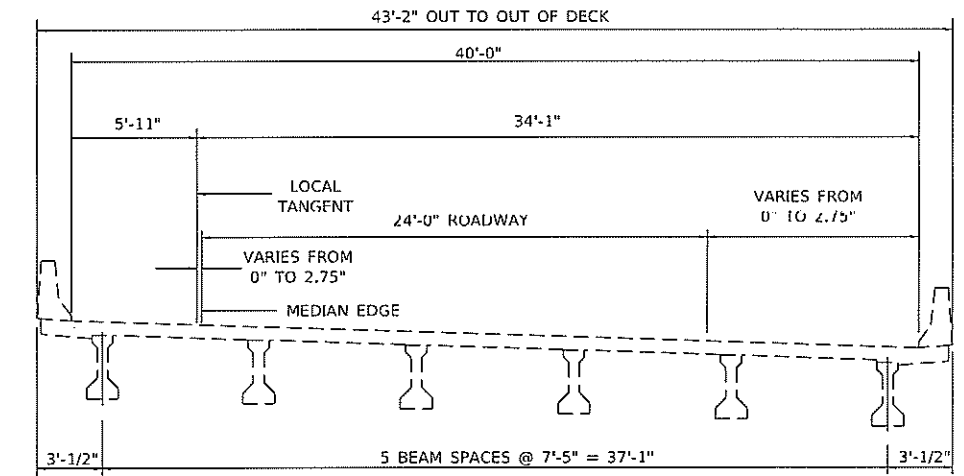 43'-2" OUT TO OUT OF DECK
40'-0"
5'-11"
34'-1"
LOCAL
TANGENT
VARIES FROM
0" TO 2.75"
24'-0" ROADWAY
VARIES FROM
0" TO 2.75"
MEDIAN EDGE
3'-1/2"
5 BEAM SPACES @ 7'-5" = 37'-1"
3'-1/2"